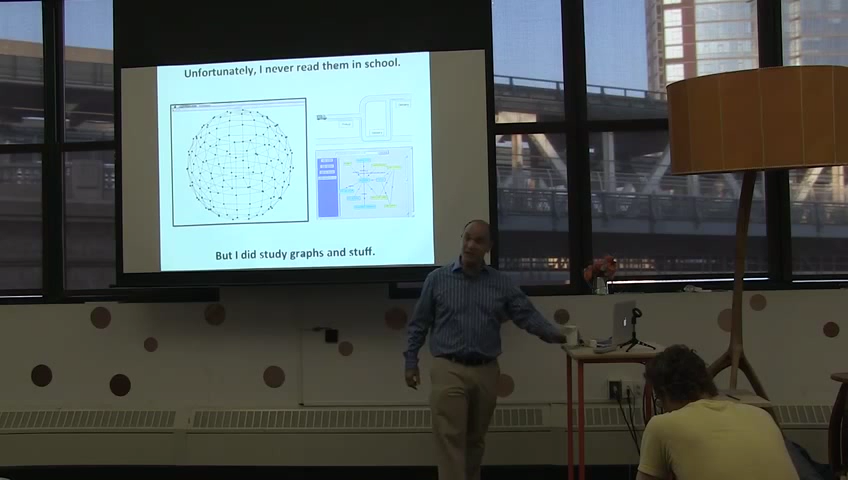 Unfortunately, I never read them in school.
But I did study graphs and stuff.